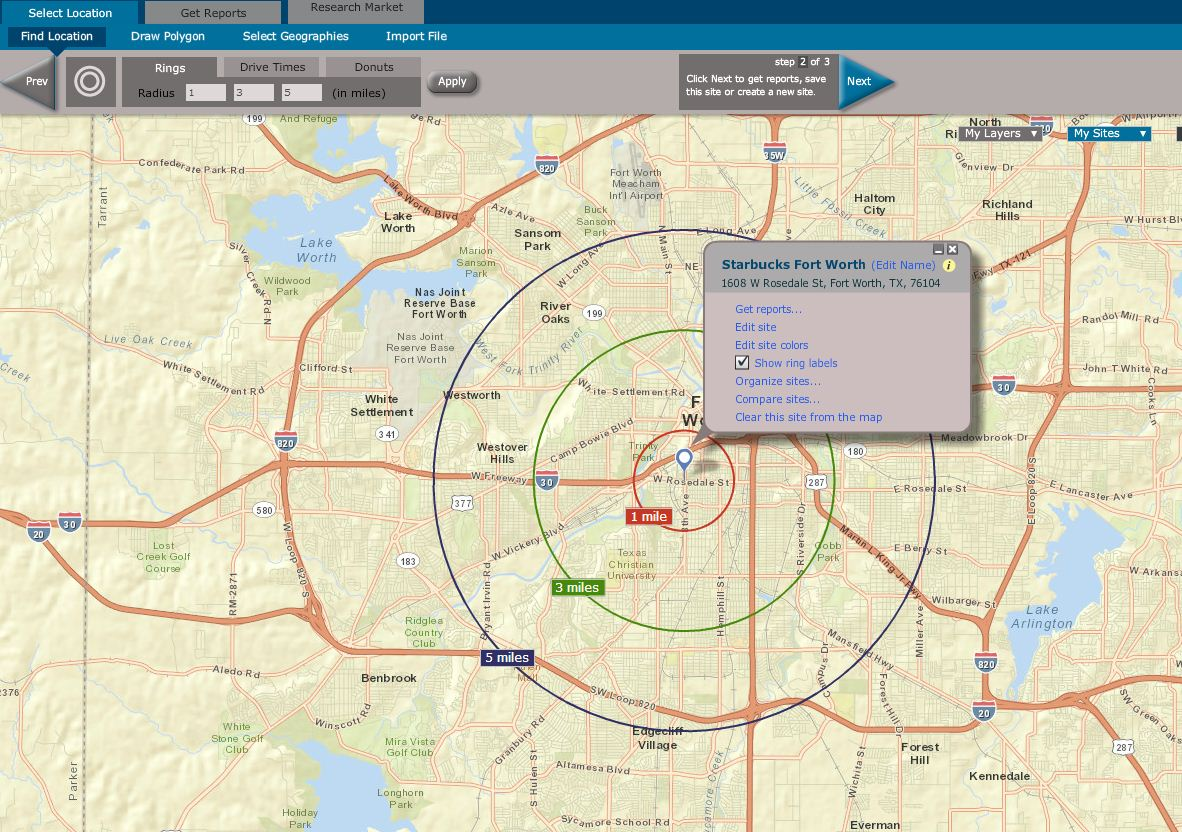 Select Location
Get Reports
Research Market
Find Location
Draw Polygon
Select Geographies
Import File
Prev
Rings
Drive Times
Donuts
Radius 1 3 5 (in miles)
Apply
step 2 of 3
Click Next to get reports, save
this site or create a new site.
Next
My Layers
My Sites
199
And Refuge
North
820
35W
Confederate Park Rd
Lake Worth Blvd
Azle Ave
Fort Worth
Meacham
Int'l Airport
Little Fossil Creek
Glenview Dr
Haltom
City
Richland
Hills
W Hurst Blv
Tarrant
Lake
Worth
Lake
Worth
Buck
Sansom
Park
Sansom
Park
E Long Ave
N Main St
Silver Creek Rd
Marion
Sansom
Park
W Long Ave
NE
Wildwood
Park
Nas Joint
Reserve Base
Fort Worth
River
Oaks
199
Starbucks Fort Worth (Edit Name)
1608 W Rosedale St, Fort Worth, TX, 76104
Get reports...
Edit site
Edit site colors
Show ring labels
Organize sites...
Compare sites...
Clear this site from the map
Fwy TX-121
Randol Mill Rd
Live Oak Creek
Nas Joint
Reserve Base
Fort Worth
West Fork Trinity River
White Settlement Rd
Clifford St
White Settlement Rd
John T White Rd
30
Cooks Ln
White
Settlement
Westworth
341
820
Westover
Hills
Camp Bowie Blvd
Trinity
Park
Meadowbrook Dr
180
W Freeway
30
W Rosedale St
287
E Rosedale St
E Loop 820 S
E Lancaster Ave
377
580
20
30
1 mile
8th Ave
W Loop 820 S
W Vickery Blvd
S Riverside Dr
Martin L King Jr Fwy
Lost
Creek Golf
Course
183
Texas
Christian
University
Cobb
Park
E Berry St
W Arkansa
RM-2871
3 miles
Bryant Irvin Rd
Hemphill St
Wilbarger St
Miller Ave
Lake
Arlington
Ridglea
Country
Club
Mansfield Hwy
5 miles
Mall
820
Aledo Rd
Benbrook
SW Loop 820
Campus Dr
Forest Hill Dr
20
2376
Winscott Rd
White
Stone Golf
Club
Mira Vista
Golf Club
Granbury Rd
Edgecliff
Village
SW Green Oaks
287
Forest
Hill
Altamesa Blvd
S Hulen St
Sycamore Creek
Wichita St
Kennedale
Parker
Longhorn
Park
Holiday
Park
Sycamore School Rd
Everman